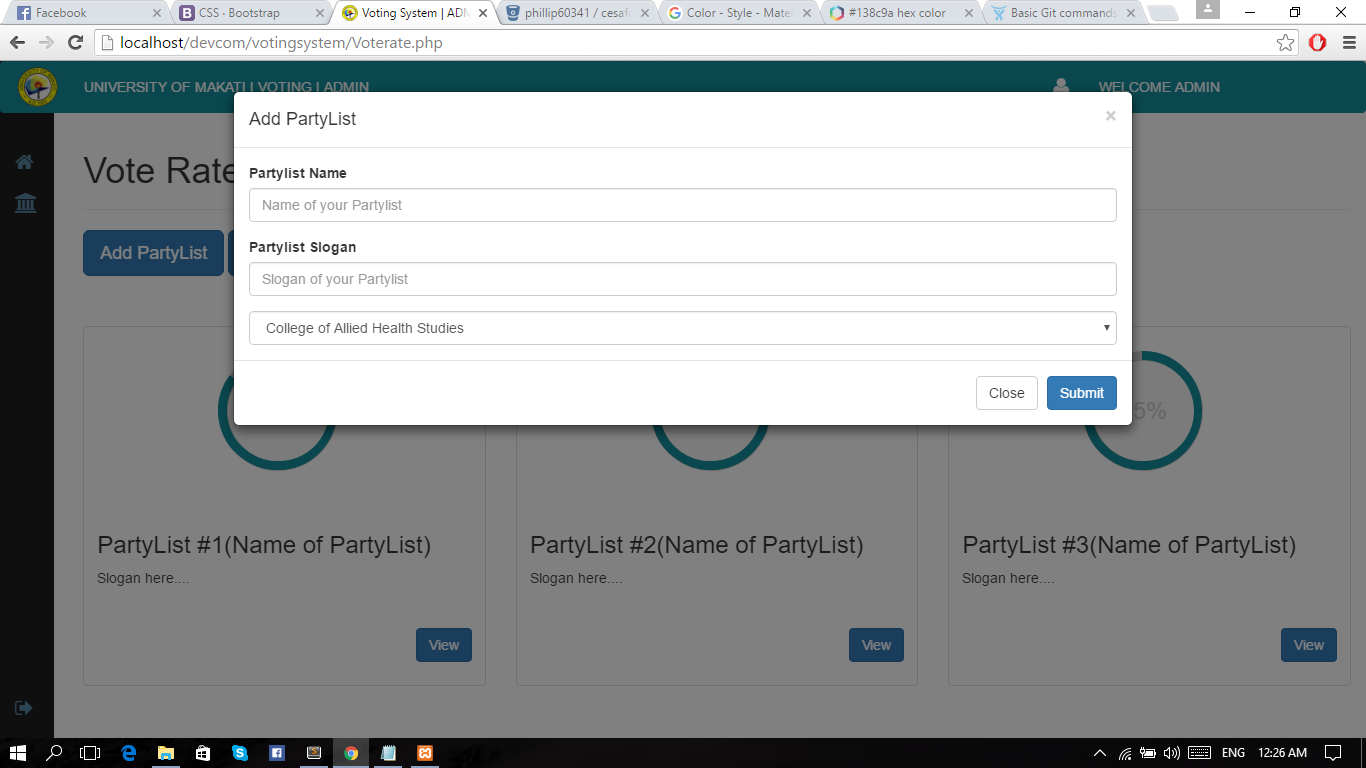 Facebook
CSS · Bootstrap
Voting System | ADM
phillip60341 / cesafe
Color - Style - Mate
#138c9a hex color
Basic Git commands
localhost/devcom/votingsystem/Voterate.php
UNIVERSITY OF MAKATI | VOTING | ADMIN
WELCOME ADMIN
Add PartyList
×
Vote Rate
Partylist Name
Name of your Partylist
Add PartyList
Partylist Slogan
Slogan of your Partylist
College of Allied Health Studies
Close
Submit
5%
PartyList #1(Name of PartyList)
Slogan here....
View
PartyList #2(Name of PartyList)
Slogan here....
View
PartyList #3(Name of PartyList)
Slogan here....
View
ENG
12:26 AM